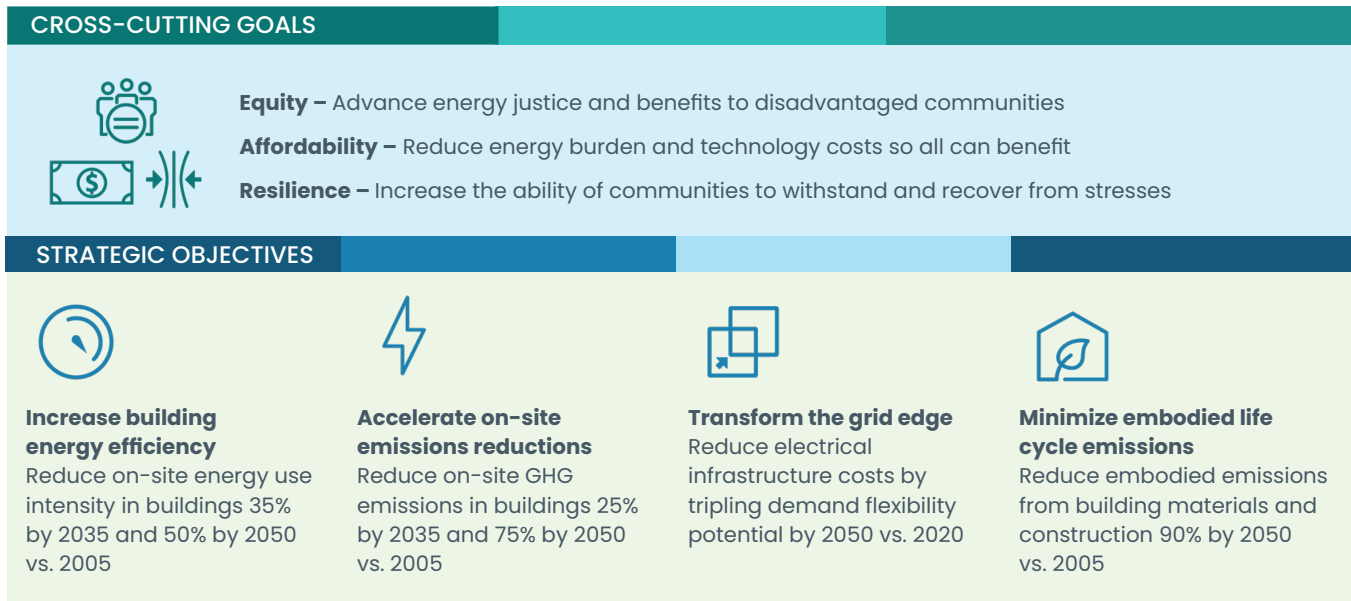 CROSS-CUTTING GOALS
Equity – Advance energy justice and benefits to disadvantaged communities
$
Affordability – Reduce energy burden and technology costs so all can benefit
Resilience – Increase the ability of communities to withstand and recover from stresses
STRATEGIC OBJECTIVES
Increase building
energy efficiency
Reduce on-site energy use
intensity in buildings 35%
by 2035 and 50% by 2050
vs. 2005
Accelerate on-site
emissions reductions
Reduce on-site GHG
emissions in buildings 25%
by 2035 and 75% by 2050
vs. 2005
Transform the grid edge
Reduce electrical
infrastructure costs by
tripling demand flexibility
potential by 2050 vs. 2020
Minimize embodied life
cycle emissions
Reduce embodied emissions
from building materials and
construction 90% by 2050
vs. 2005